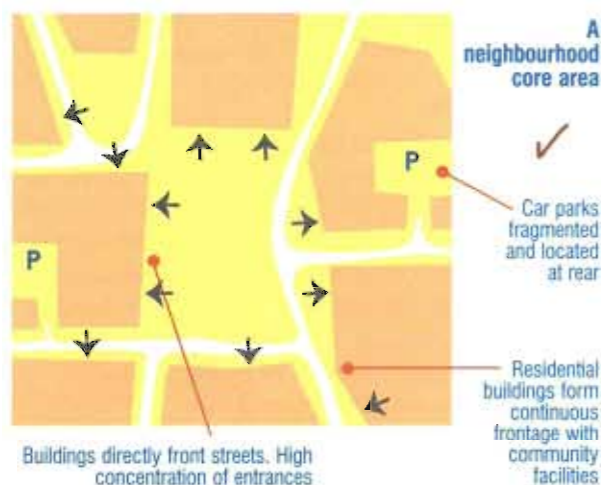 A
neighbourhood
core area
P
Car parks
fragmented
and located
at rear
P
Residential
buildings form
continuous
frontage with
community
facilities
Buildings directly front streets. High
concentration of entrances